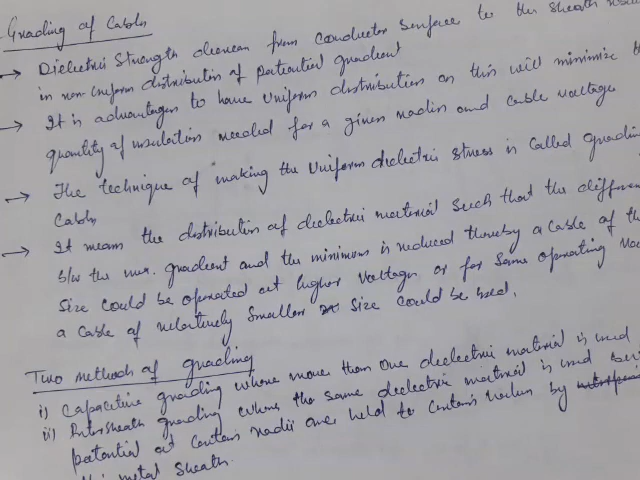 Grading of Cables
→ Dielectric Strength decrease from conductor surface to the sheath
in non-uniform distribution of potential gradient
→ It is advantages to have uniform distribution as this will minimize
quantity of insulation needed for a given radius and cable voltage
→ The technique of making the uniform dielectric stress is called grading
Cables
→ It means the distribution of dielectric material such that the
b/w the max. gradient and the minimum is reduced thereby a cable of the
size could be operated at higher voltages or for same operating
a cable of relatively smaller size could be used.
Two methods of grading
i) Capacitive grading where more than one dielectric material is used
ii) Intersheath grading where the same dielectric material is used
potential at certain radii are held to certain values by
metal sheath.